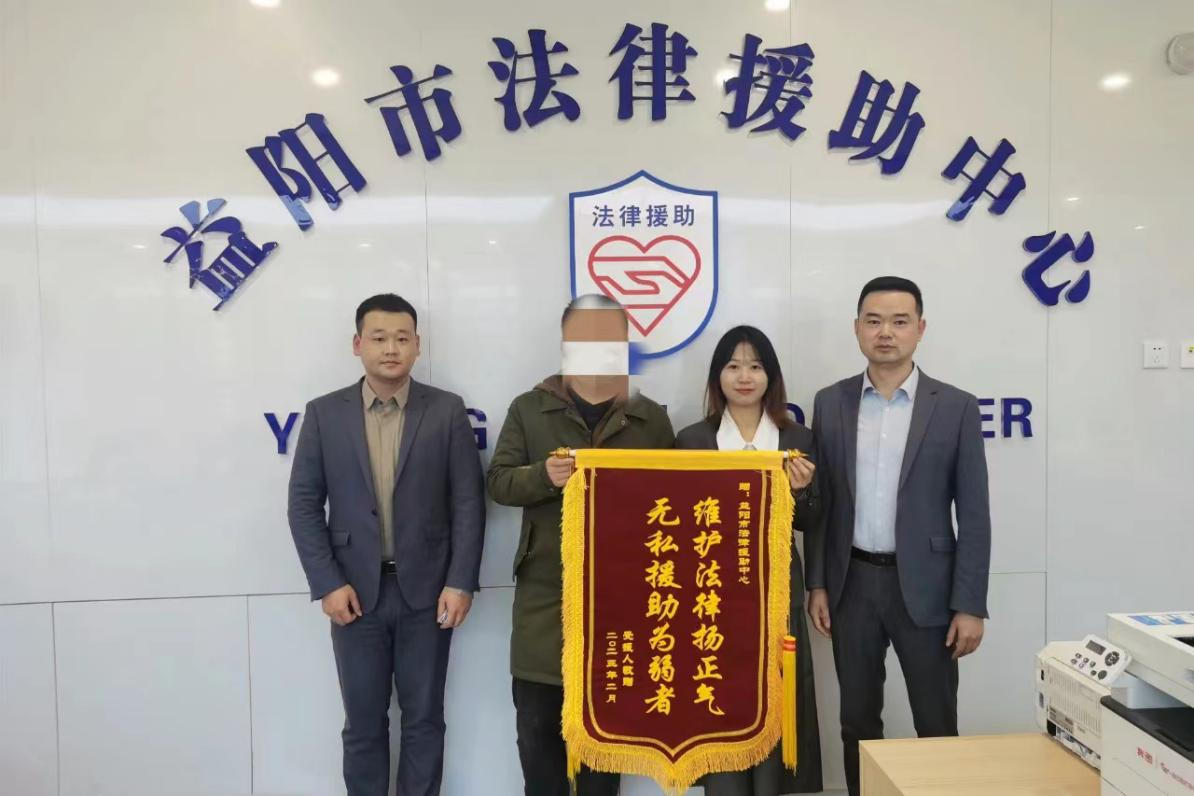 益阳市法律援助中心
法律援助
赠：益阳市法律援助中心
维护法律扬正气
无私援助为弱者
受援人敬赠
二〇二五年二月